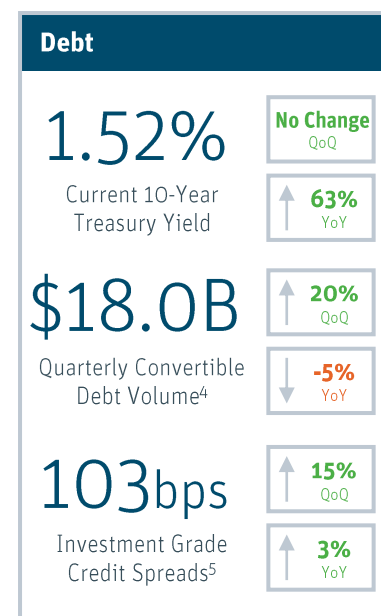 Debt
1.52%
Current 10-Year
Treasury Yield
No Change
QoQ
63%
YoY
$18.0B
Quarterly Convertible
Debt Volume4
20%
QoQ
-5%
YoY
103bps
Investment Grade
Credit Spreads5
15%
QoQ
3%
YoY